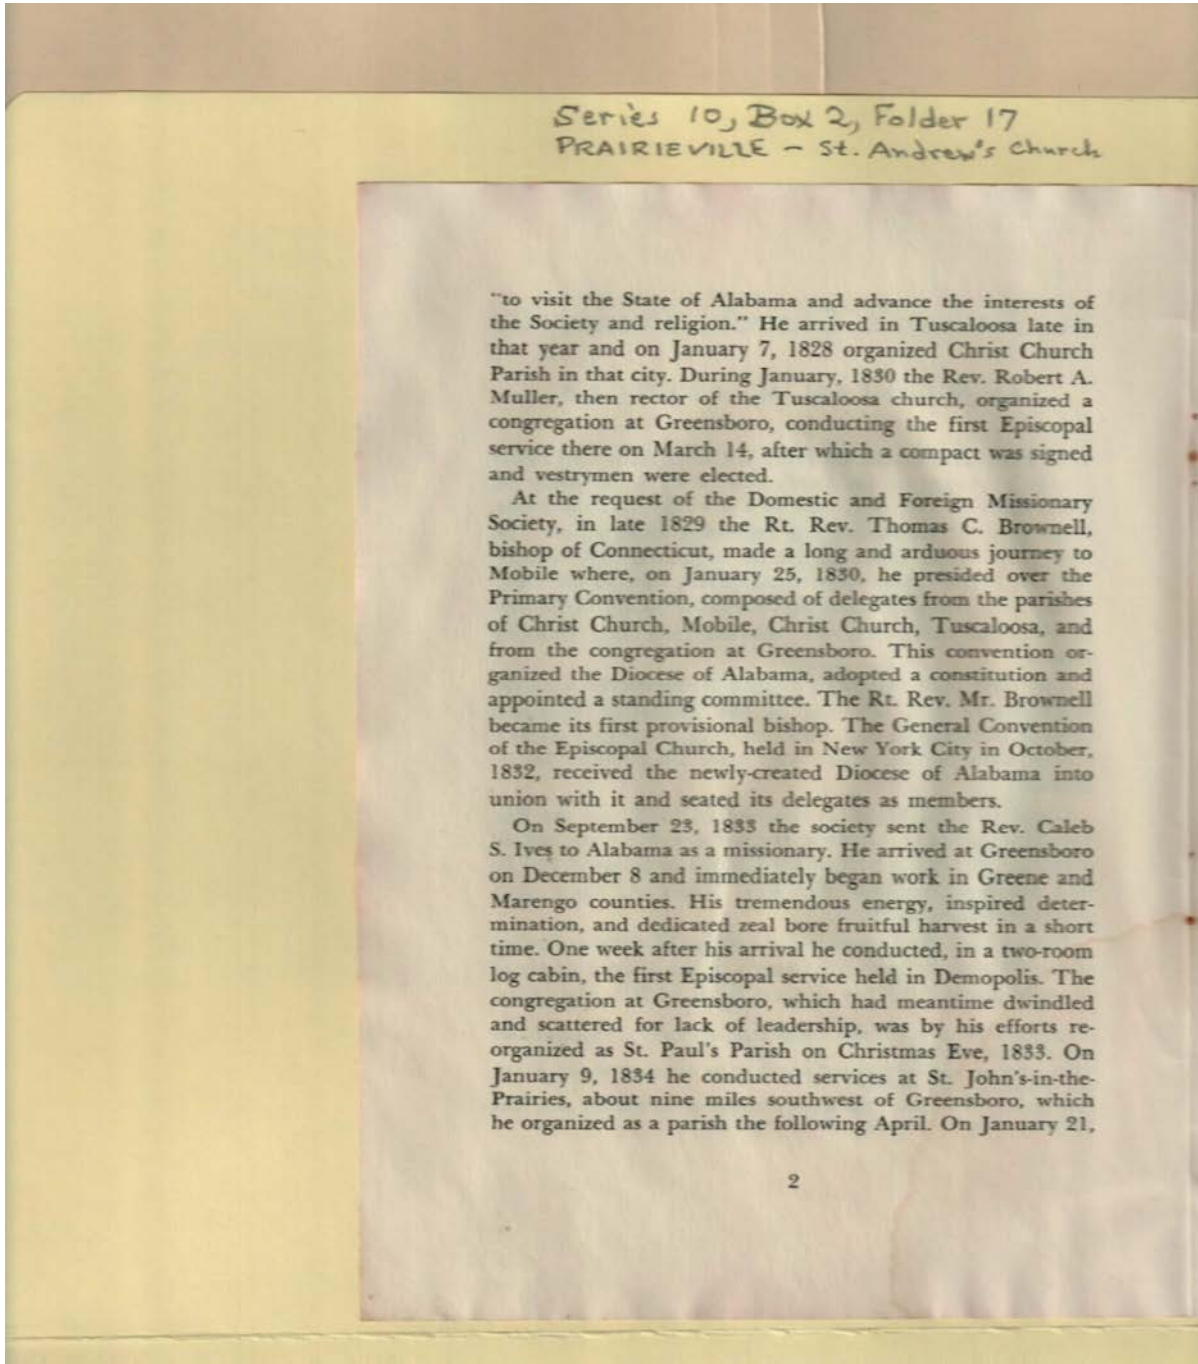 Series 10, Box 2, Folder 17
PRAIRIEVILLE - St. Andrew's Church
"to visit the State of Alabama and advance the interests of
the Society and religion." He arrived in Tuscaloosa late in
that year and on January 7, 1828 organized Christ Church
Parish in that city. During January, 1830 the Rev. Robert A.
Muller, then rector of the Tuscaloosa church, organized a
congregation at Greensboro, conducting the first Episcopal
service there on March 14, after which a compact was signed
and vestrymen were elected.
At the request of the Domestic and Foreign Missionary
Society, in late 1829 the Rt. Rev. Thomas C. Brownell,
bishop of Connecticut, made a long and arduous journey to
Mobile where, on January 25, 1830, he presided over the
Primary Convention, composed of delegates from the parishes
of Christ Church, Mobile, Christ Church, Tuscaloosa, and
from the congregation at Greensboro. This convention or-
ganized the Diocese of Alabama, adopted a constitution and
appointed a standing committee. The Rt. Rev. Mr. Brownell
became its first provisional bishop. The General Convention
of the Episcopal Church, held in New York City in October,
1832, received the newly-created Diocese of Alabama into
union with it and seated its delegates as members.
On September 23, 1833 the society sent the Rev. Caleb
S. Ives to Alabama as a missionary. He arrived at Greensboro
on December 8 and immediately began work in Greene and
Marengo counties. His tremendous energy, inspired deter-
mination, and dedicated zeal bore fruitful harvest in a short
time. One week after his arrival he conducted, in a two-room
log cabin, the first Episcopal service held in Demopolis. The
congregation at Greensboro, which had meantime dwindled
and scattered for lack of leadership, was by his efforts re-
organized as St. Paul's Parish on Christmas Eve, 1833. On
January 9, 1834 he conducted services at St. John's-in-the-
Prairies, about nine miles southwest of Greensboro, which
he organized as a parish the following April. On January 21,
2